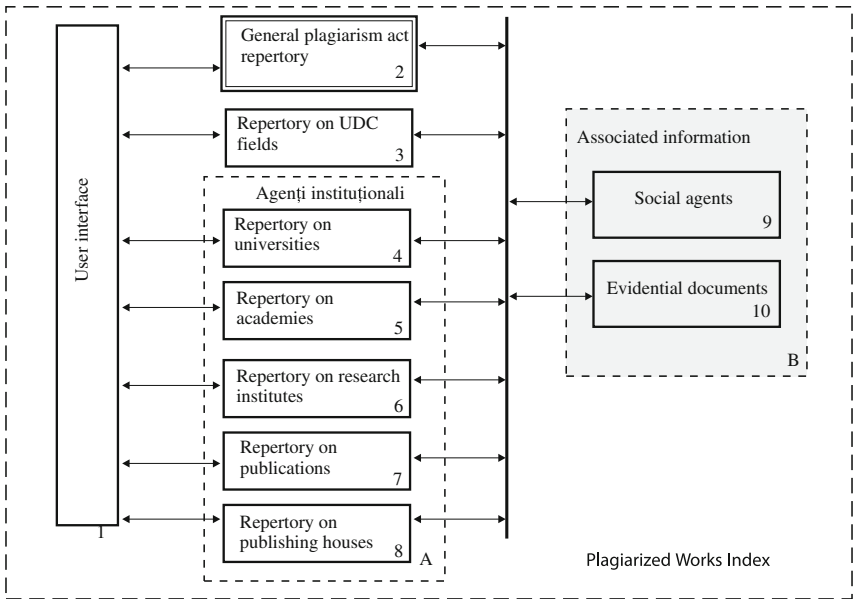 General plagiarism act
repertory
2
Repertory on UDC
fields
3
Agenți instituționali
Repertory on
universities
4
Repertory on
academies
5
Repertory on research
institutes
6
Repertory on
publications
7
Repertory on
publishing houses
8
A
User interface
1
Associated information
Social agents
9
Evidential documents
10
B
Plagiarized Works Index